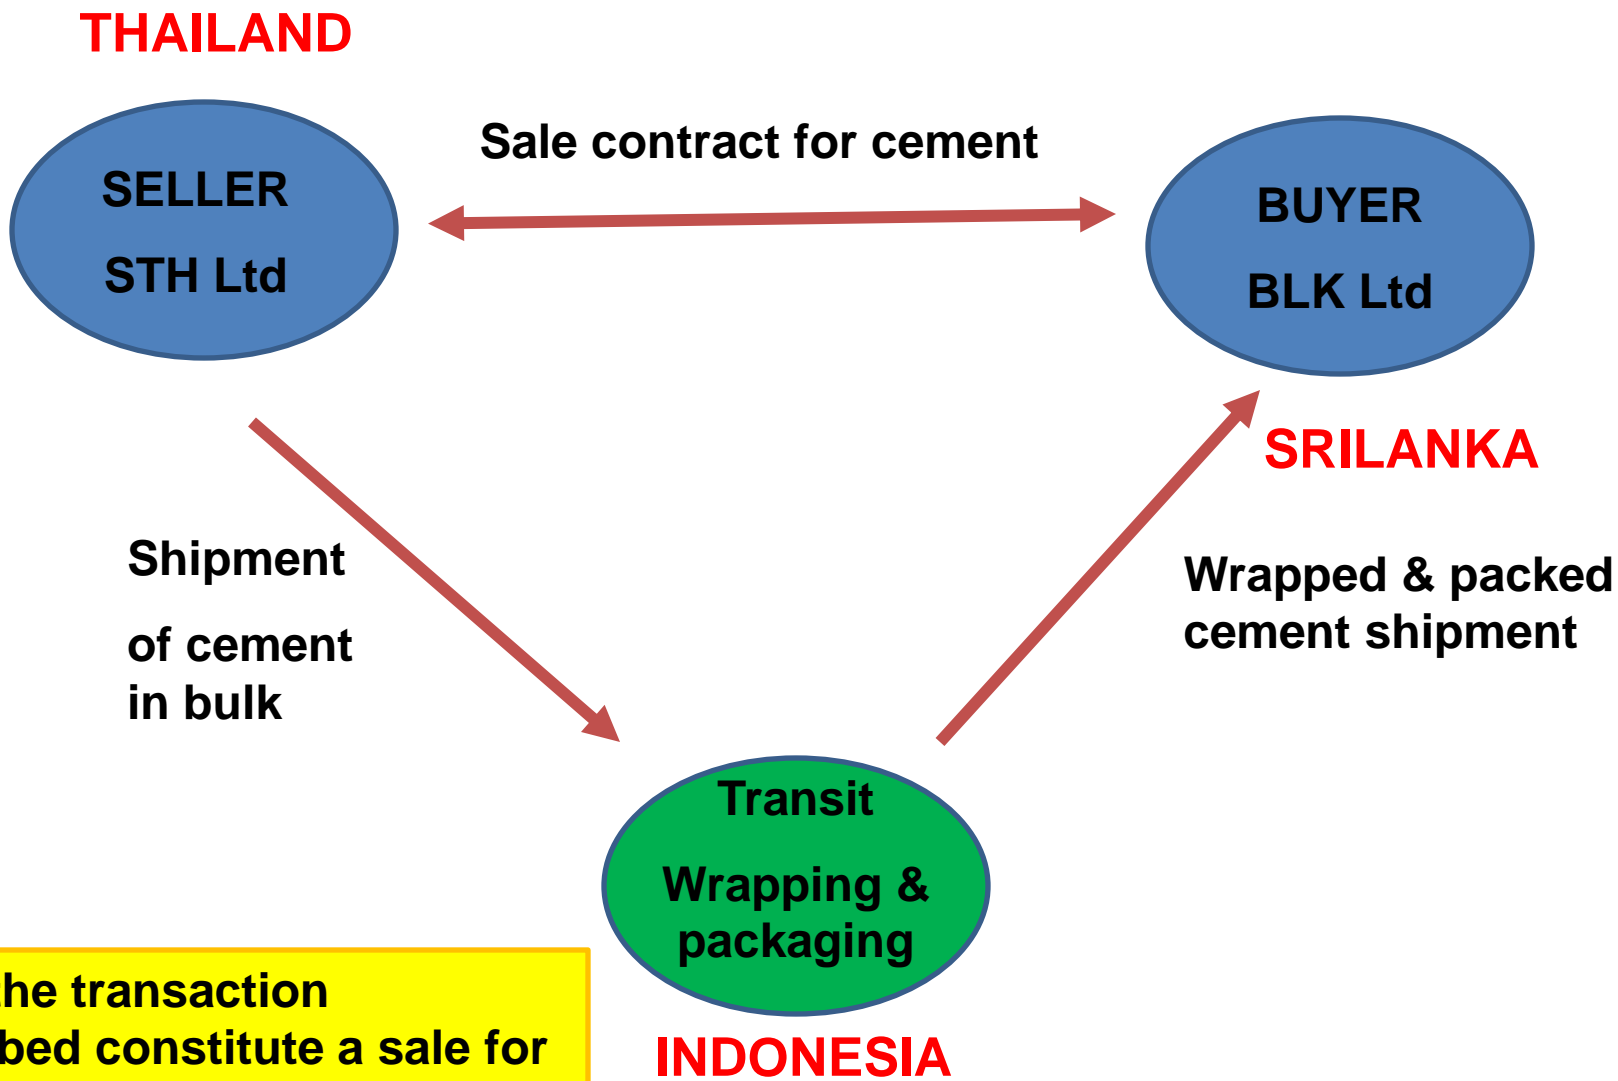 THAILAND
Sale contract for cement
SELLER
STH Ltd
BUYER
BLK Ltd
SRILANKA
Shipment
of cement
in bulk
Wrapped & packed
cement shipment
Transit
Wrapping &
packaging
the transaction
bed constitute a sale for
INDONESIA